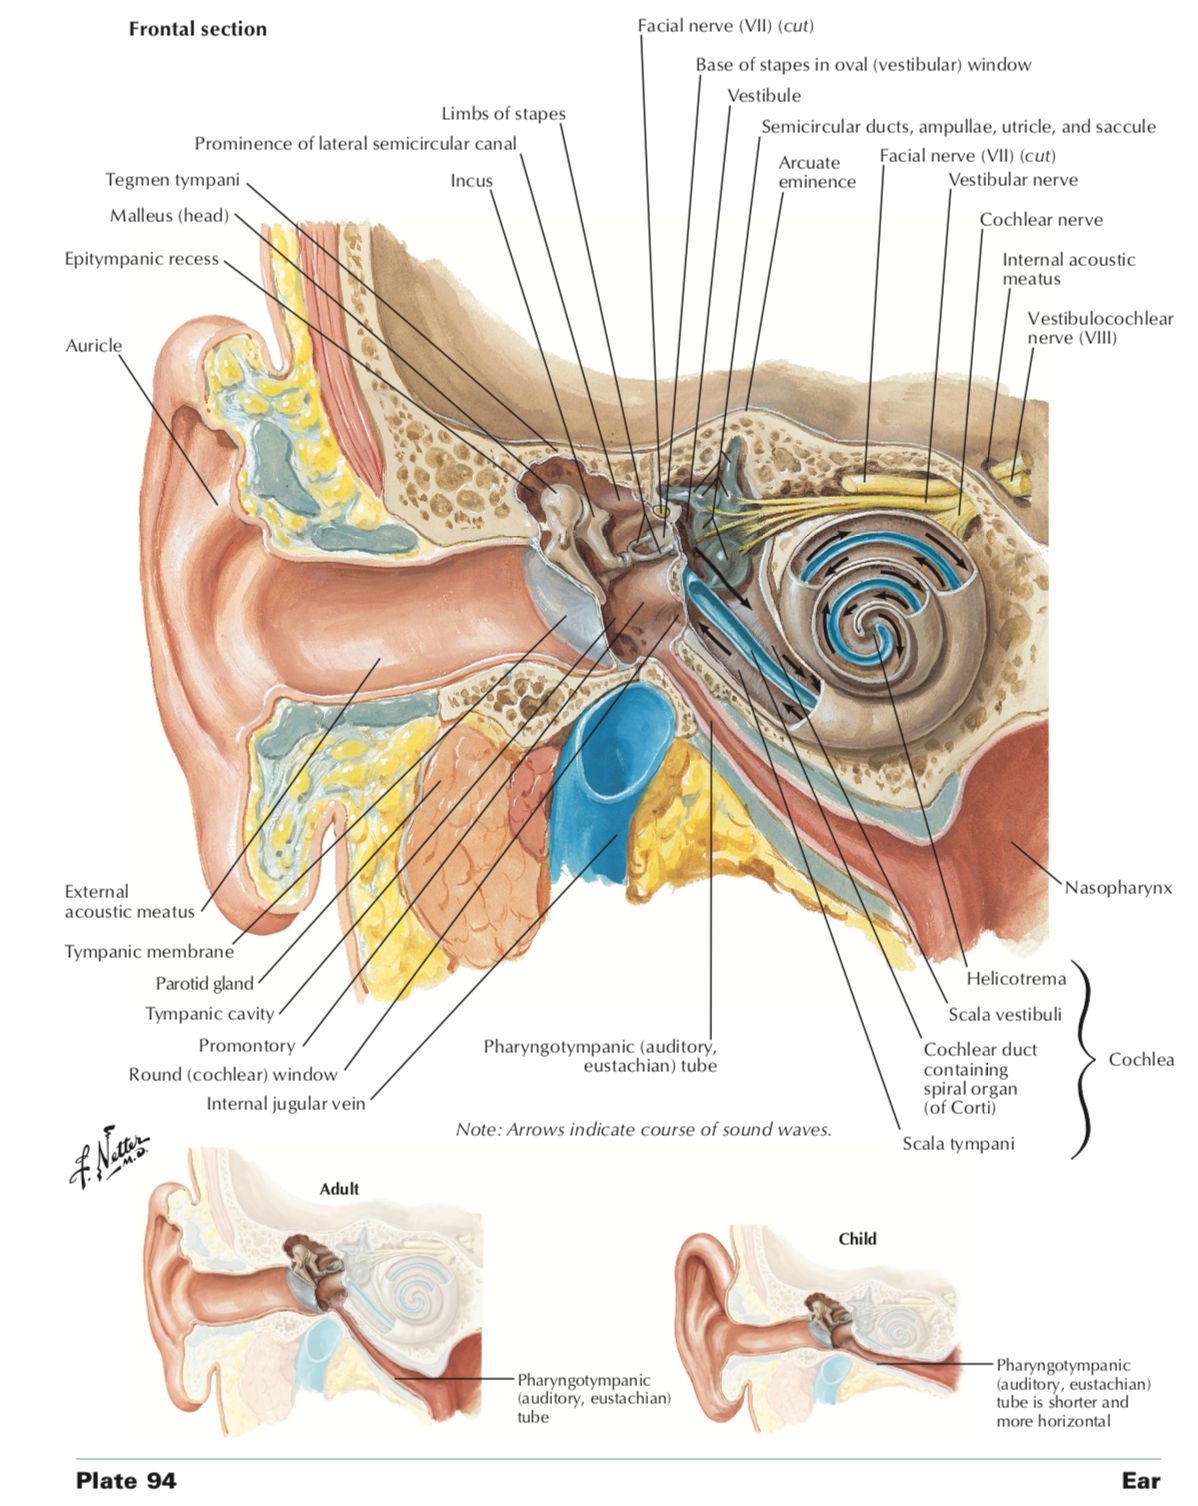 Frontal section
Facial nerve (VII) (cut)
Base of stapes in oval (vestibular) window
Vestibule
Limbs of stapes
Semicircular ducts, ampullae, utricle, and saccule
Prominence of lateral semicircular canal
Arcuate
eminence
Facial nerve (VII) (cut)
Tegmen tympani
Incus
Vestibular nerve
Malleus (head)
Cochlear nerve
Epitympanic recess
Internal acoustic
meatus
Vestibulocochlear
nerve (VIII)
Auricle
External
acoustic meatus
Nasopharynx
Tympanic membrane
Parotid gland
Helicotrema
Tympanic cavity
Scala vestibuli
Promontory
Pharyngotympanic (auditory,
eustachian) tube
Cochlear duct
containing
spiral organ
(of Corti)
Cochlea
Round (cochlear) window
Internal jugular vein
Note: Arrows indicate course of sound waves.
Scala tympani
F. Netter
M.D.
Adult
Child
Pharyngotympanic
(auditory, eustachian)
tube
Pharyngotympanic
(auditory, eustachian)
tube is shorter and
more horizontal
Plate 94
Ear